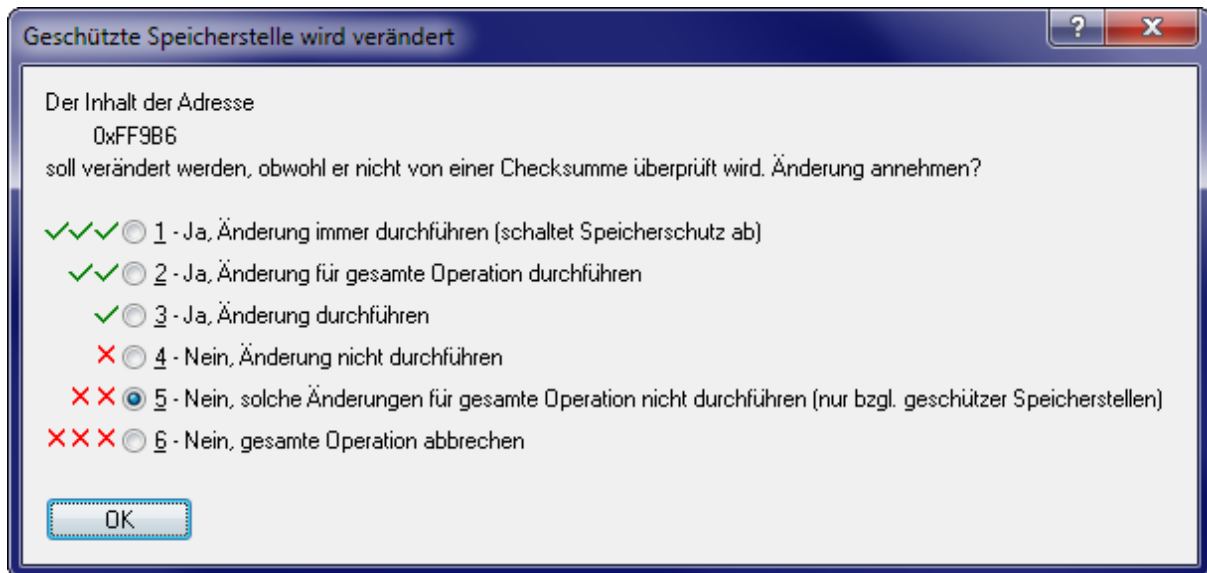 Geschützte Speicherstelle wird verändert
?
Der Inhalt der Adresse
0xFF9B6
soll verändert werden, obwohl er nicht von einer Checksumme überprüft wird. Änderung annehmen?
1 - Ja, Änderung immer durchführen (schaltet Speicherschutz ab)
2 - Ja, Änderung für gesamte Operation durchführen
3 - Ja, Änderung durchführen
4 - Nein, Änderung nicht durchführen
5 - Nein, solche Änderungen für gesamte Operation nicht durchführen (nur bzgl. geschützer Speicherstellen)
6 - Nein, gesamte Operation abbrechen
OK